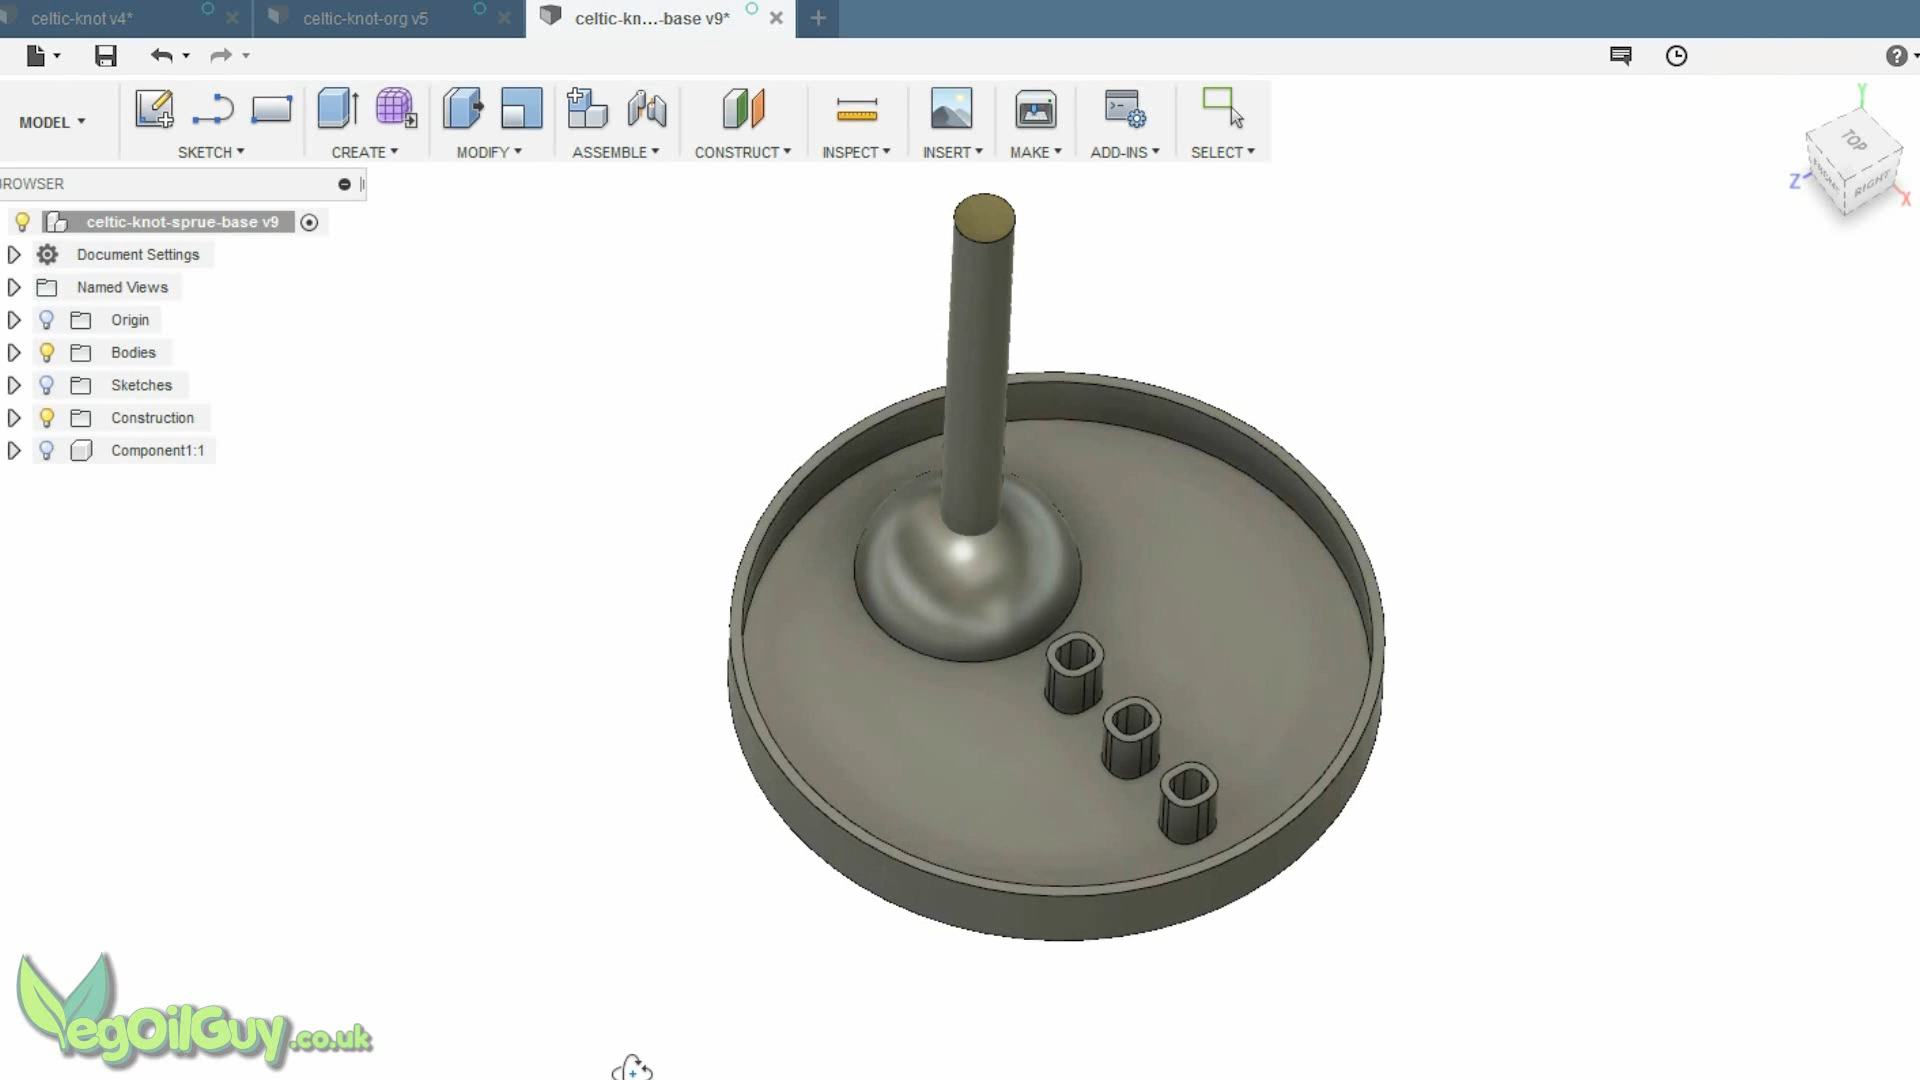 celtic-knot v4*
celtic-knot-org v5
celtic-kn...-base v9*
MODEL
SKETCH
CREATE
MODIFY
ASSEMBLE
CONSTRUCT
INSPECT
INSERT
MAKE
ADD-INS
SELECT
Y
TOP
FRONT
RIGHT
Z
X
ROWSER
celtic-knot-sprue-base v9
Document Settings
Named Views
Origin
Bodies
Sketches
Construction
Component1:1
VegOilGuy.co.uk